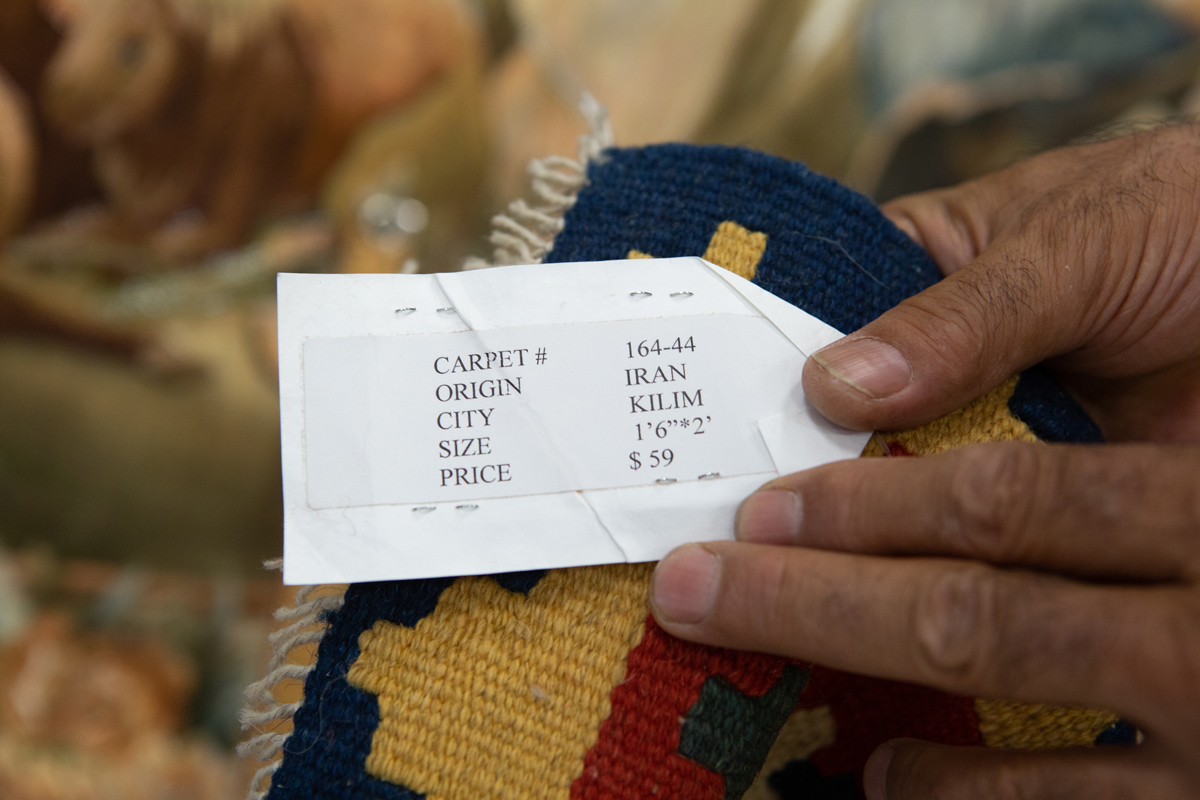 CARPET # 164-44
ORIGIN IRAN
CITY KILIM
SIZE 1’6”*2’
PRICE $ 59